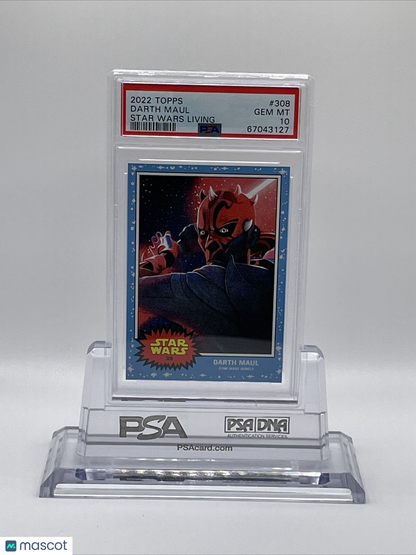 2022 TOPPS #308
DARTH MAUL GEM MT
STAR WARS LIVING 10
PSA 67043127
STAR
WARS
DARTH MAUL
PSA PSA/DNA
AUTHENTICATION SERVICES
PSAcard.com
mascot